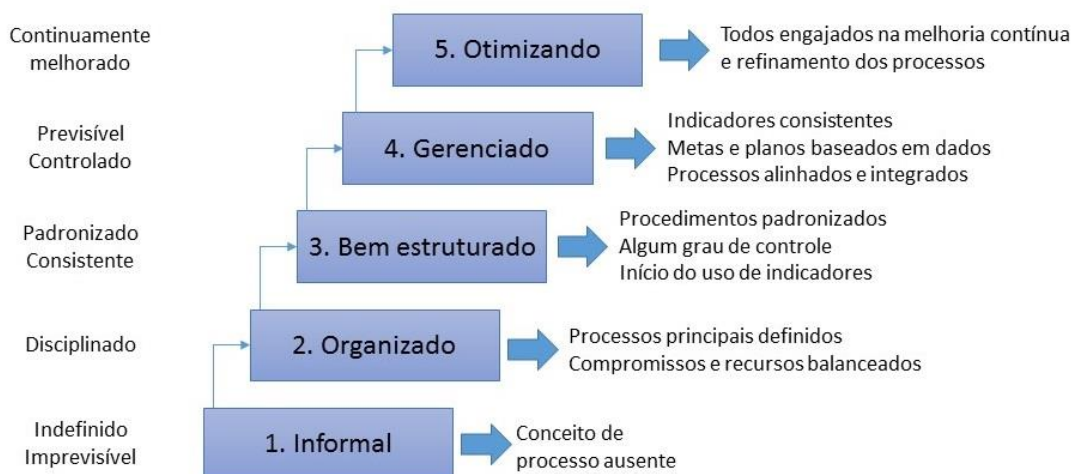 Continuamente
melhorado
5. Otimizando
Todos engajados na melhoria contínua
e refinamento dos processos
Previsível
Controlado
4. Gerenciado
Indicadores consistentes
Metas e planos baseados em dados
Processos alinhados e integrados
Padronizado
Consistente
3. Bem estruturado
Procedimentos padronizados
Algum grau de controle
Início do uso de indicadores
Disciplinado
2. Organizado
Processos principais definidos
Compromissos e recursos balanceados
Indefinido
Imprevisível
1. Informal
Conceito de
processo ausente